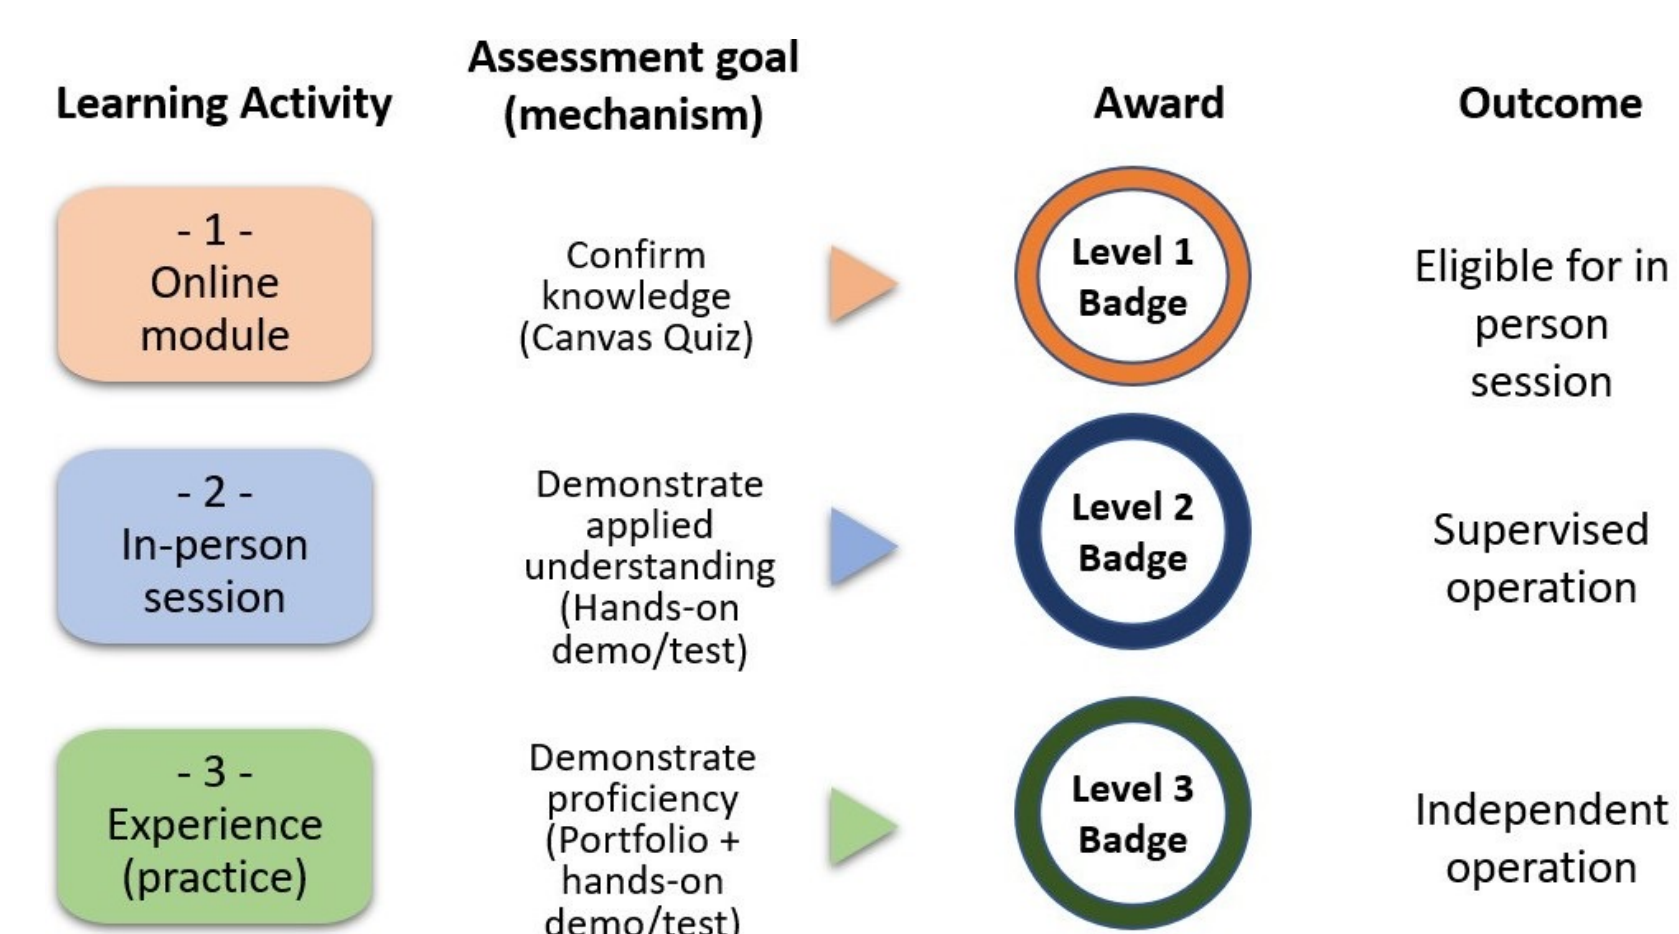 Learning Activity
Assessment goal
(mechanism)
Award
Outcome
- 1 -
Online
module
Confirm
knowledge
(Canvas Quiz)
Level 1
Badge
Eligible for in
person
session
- 2 -
In-person
session
Demonstrate
applied
understanding
(Hands-on
demo/test)
Level 2
Badge
Supervised
operation
- 3 -
Experience
(practice)
Demonstrate
proficiency
(Portfolio +
hands-on
demo/test)
Level 3
Badge
Independent
operation